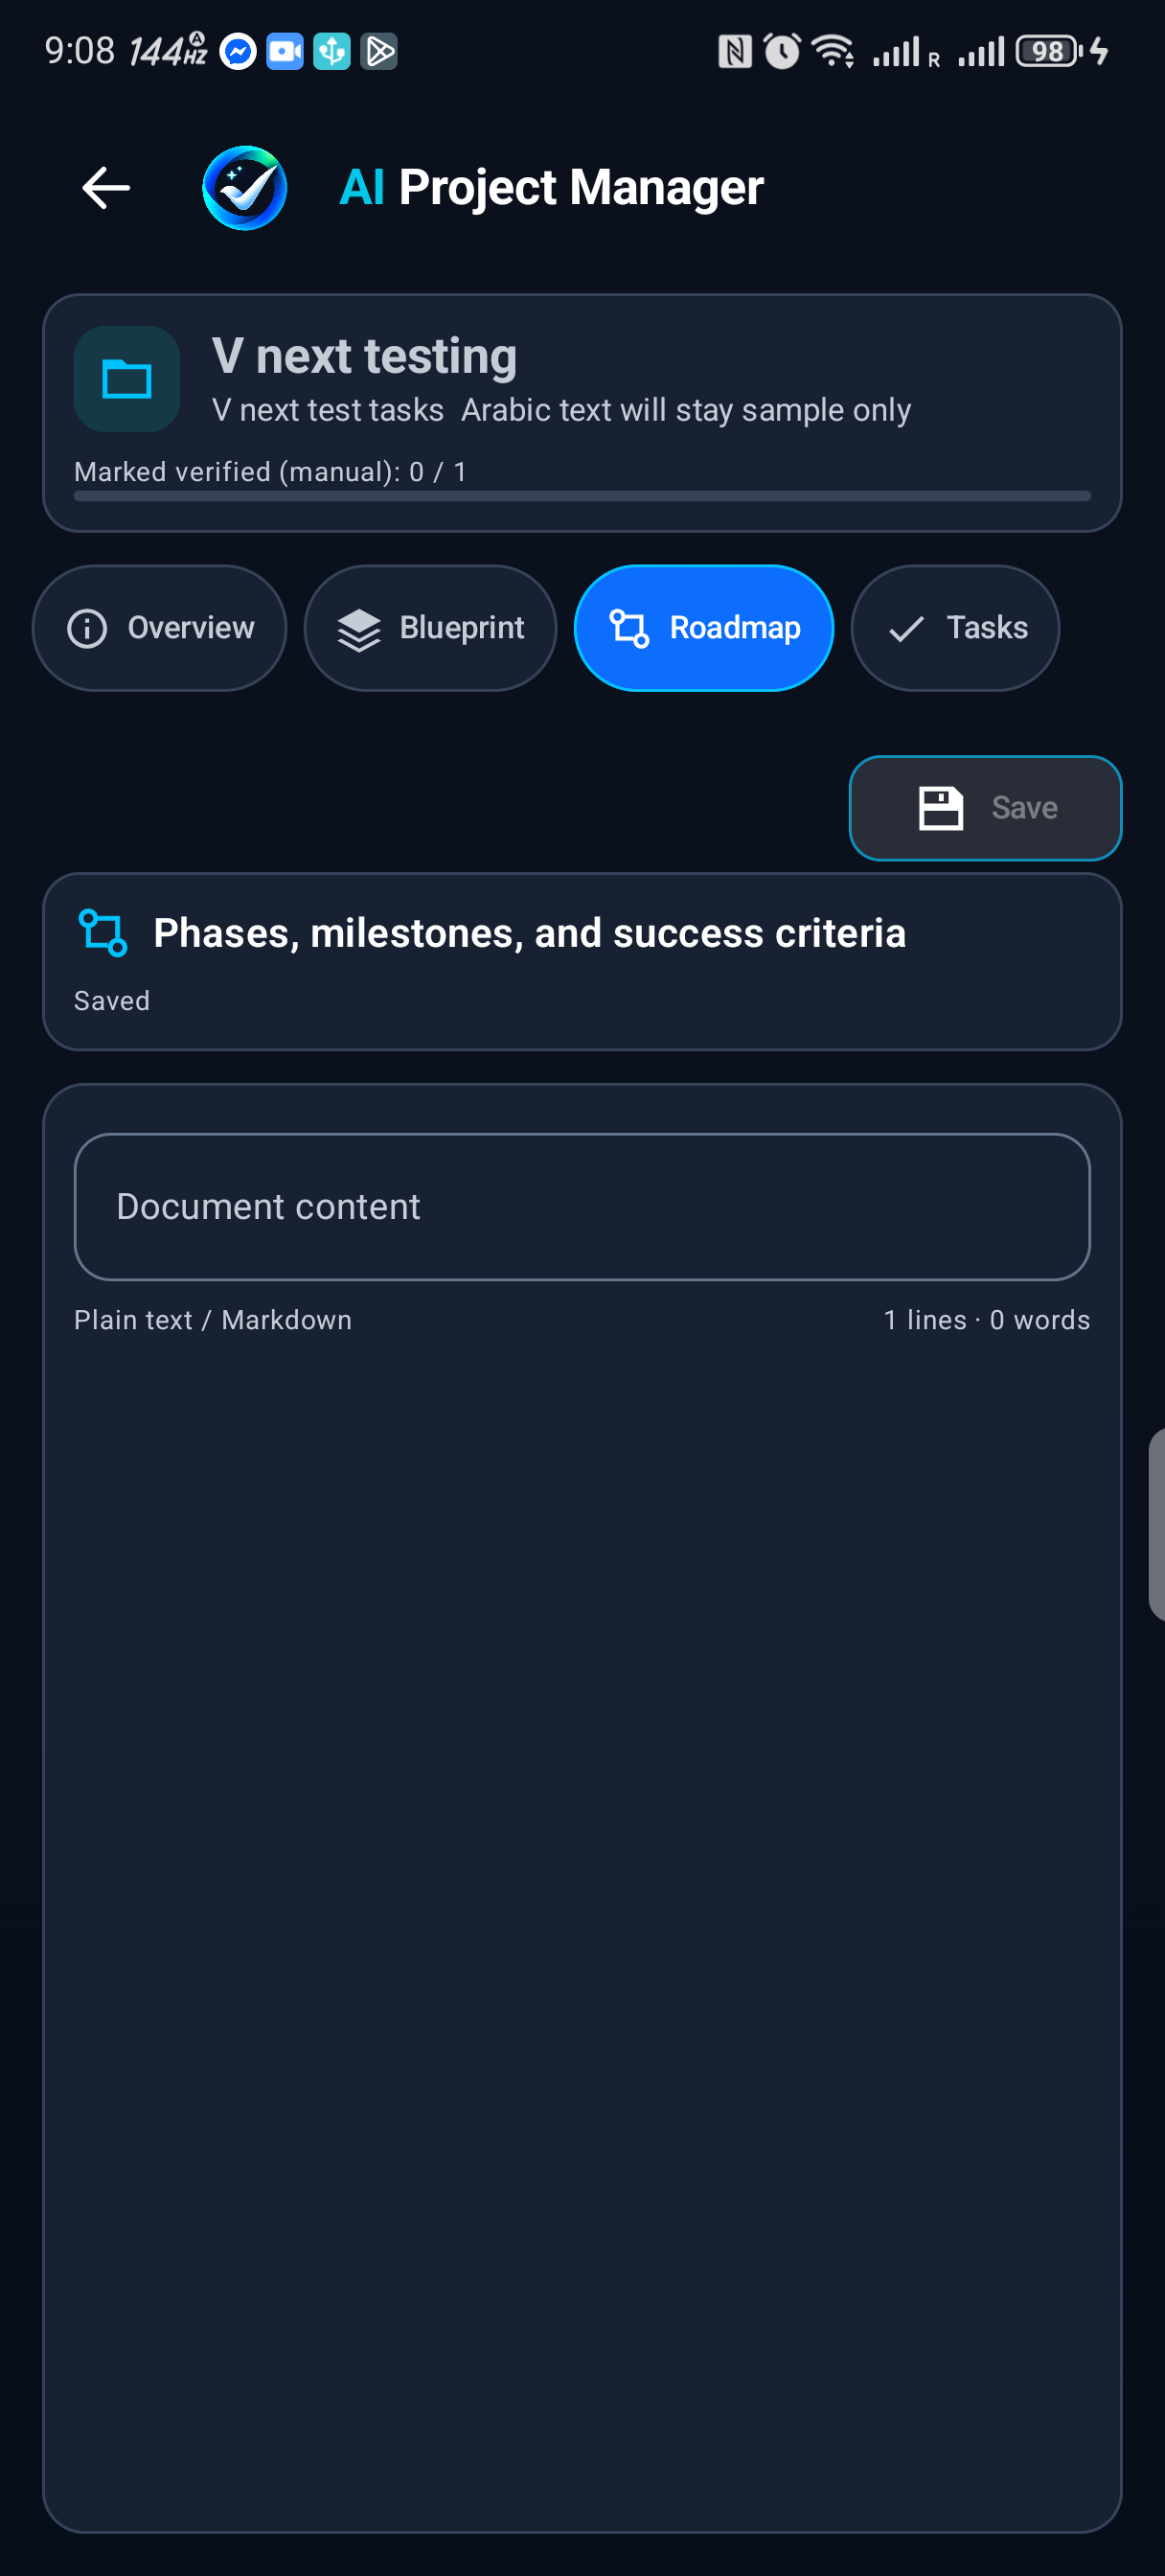 9:08 144HZ A R 98
AI Project Manager
V next testing
V next test tasks  Arabic text will stay sample only
Marked verified (manual): 0 / 1
Overview Blueprint Roadmap Tasks
Save
Phases, milestones, and success criteria
Saved
Document content
Plain text / Markdown 1 lines · 0 words